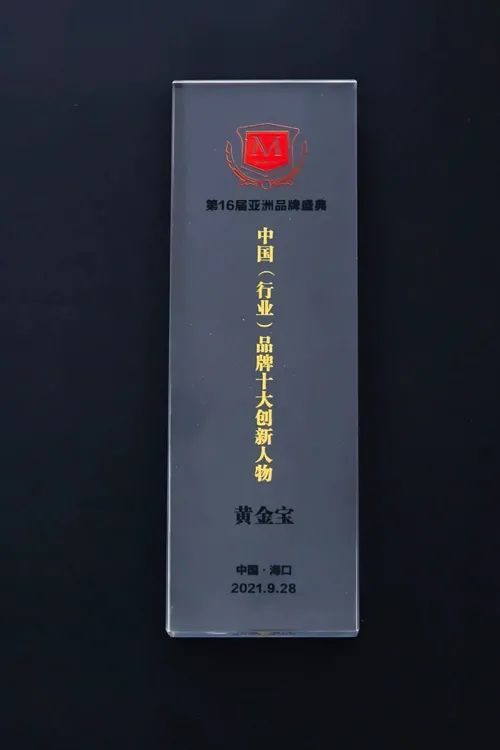 M
第16届亚洲品牌盛典
中国（行业）品牌十大创新人物
黄金宝
中国·海口
2021.9.28